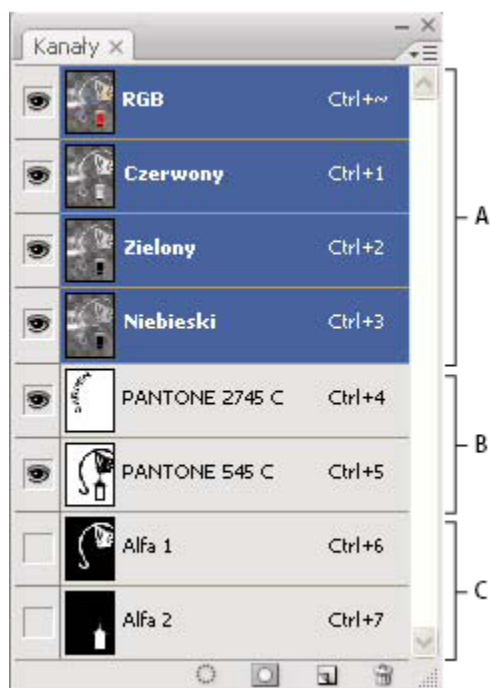 Kanały
RGB Ctrl+~
Czerwony Ctrl+1
Zielony Ctrl+2
Niebieski Ctrl+3
A
PANTONE 2745 C Ctrl+4
PANTONE 545 C Ctrl+5
B
Alfa 1 Ctrl+6
Alfa 2 Ctrl+7
C